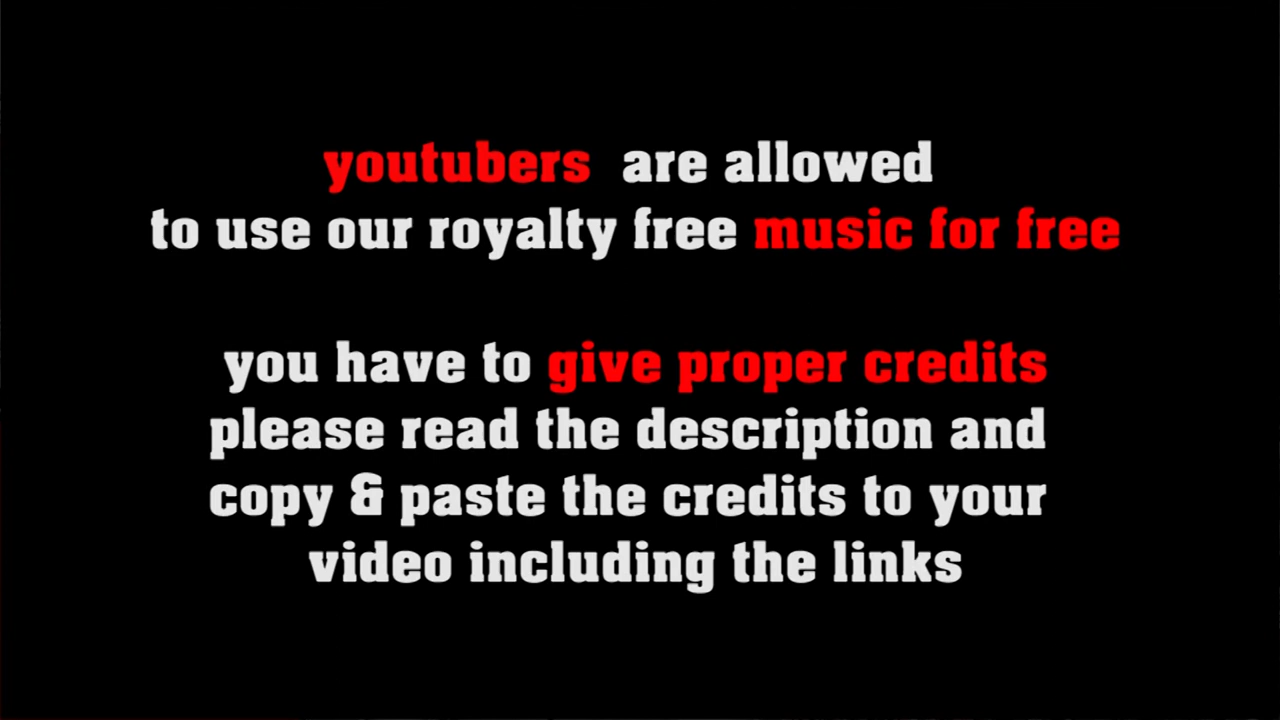 youtubers are allowed
to use our royalty free music for free
you have to give proper credits
please read the description and
copy & paste the credits to your
video including the links